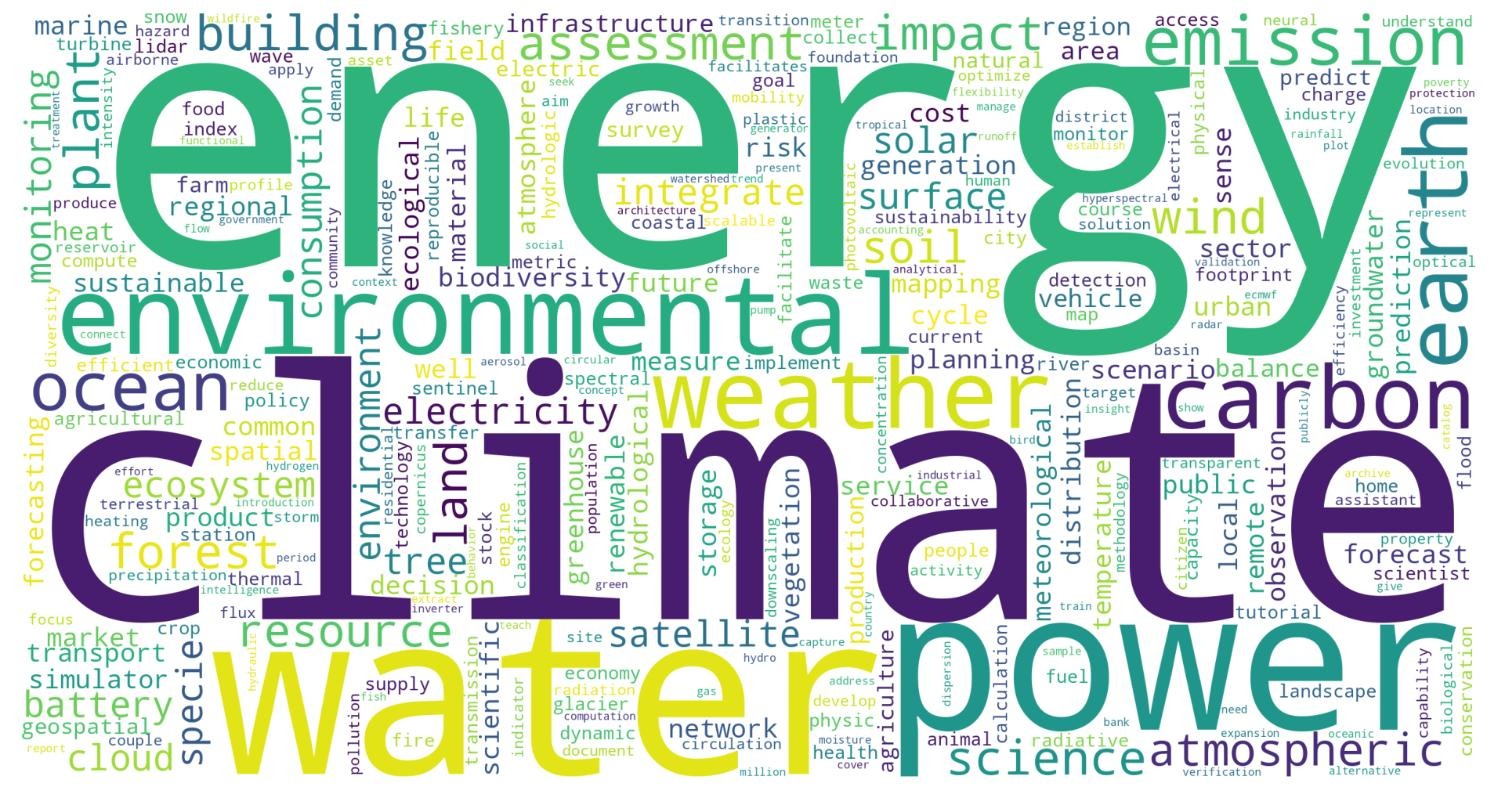 energy
climate
water
power
environmental
weather
carbon
earth
emission
building
ocean
impact
assessment
plant
atmospheric
science
wind
soil
solar
surface
forest
resource
satellite
land
tree
electricity
integrate
infrastructure
monitoring
consumption
environment
ecosystem
battery
cloud
specie
marine
snow
hazard
wildfire
turbine
lidar
airborne
fishery
field
wave
apply
asset
electric
transition
meter
collect
facilitates
foundation
region
area
natural
optimize
flexibility
manage
access
neural
understand
predict
charge
poverty
protection
industry
location
rainfall
plot
evolution
represent
optical
treatment
intensity
food
index
functional
farm
profile
regional
government
flow
produce
heat
reservoir
compute
sustainable
demand
community
knowledge
context
life
ecological
reproducible
material
atmosphere
aim
hydrologic
seek
goal
mobility
growth
survey
plastic
generator
risk
watershed
trend
present
architecture
coastal
scalable
social
metric
biodiversity
future
offshore
facilitate
pump
waste
photovoltaic
tropical
cost
runoff
generation
human
sustainability
accounting
city
analytical
mapping
cycle
current
district
monitor
establish
hyperspectral
course
solution
electrical
physical
sense
sector
validation
footprint
detection
vehicle
map
urban
ecmwf
radar
efficiency
investment
groundwater
prediction
planning
river
basin
scenario
balance
connect
diversity
efficient
economic
reduce
policy
agricultural
common
spatial
hydrogen
well
sentinel
aerosol
circular
spectral
concept
measure
implement
transfer
residential
technology
copernicus
behavior
decision
extract
inverter
stock
engine
classification
greenhouse
population
renewable
green
hydrological
storage
ecology
downscaling
vegetation
production
country
concentration
service
industrial
collaborative
bird
people
activity
train
meteorological
distribution
target
insight
temperature
methodology
show
transparent
public
citizen
capacity
local
remote
observation
publicly
catalog
flood
archive
home
assistant
forecast
property
scientist
give
tutorial
forecasting
effort
terrestrial
introduction
heating
product
storm
station
precipitation
period
thermal
intelligence
flux
focus
market
crop
transport
simulator
geospatial
couple
report
hydraulic
pollution
supply
fish
transmission
scientific
teach
indicator
site
economy
radiation
glacier
gas
computation
dynamic
document
fire
hydro
network
circulation
million
capture
address
develop
physic
moisture
health
cover
agriculture
animal
dispersion
calculation
radiative
sample
fuel
bank
need
expansion
verification
landscape
oceanic
alternative
capability
biological
conservation